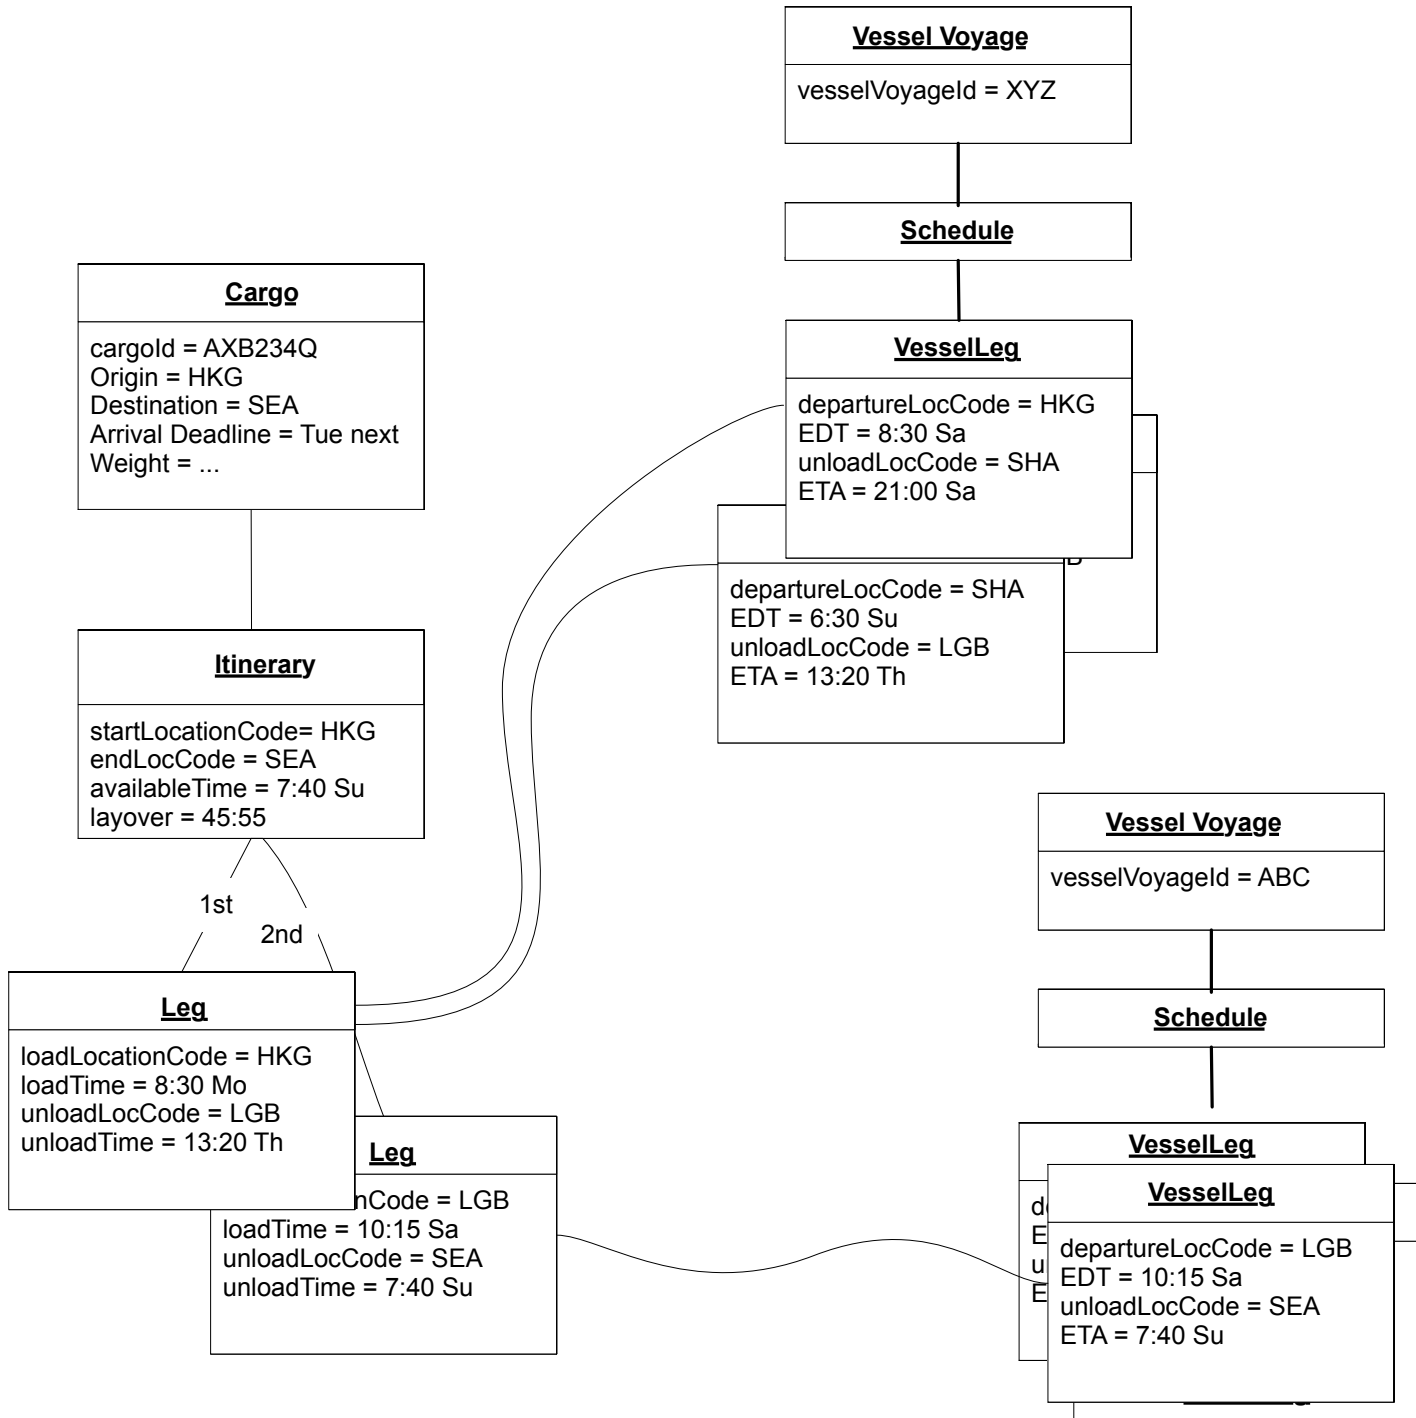 Vessel Voyage
vesselVoyageId = XYZ
Schedule
VesselLeg
departureLocCode = HKG
EDT = 8:30 Sa
unloadLocCode = SHA
ETA = 21:00 Sa
departureLocCode = SHA
EDT = 6:30 Su
unloadLocCode = LGB
ETA = 13:20 Th
Cargo
cargoId = AXB234Q
Origin = HKG
Destination = SEA
Arrival Deadline = Tue next
Weight = ...
Itinerary
startLocationCode= HKG
endLocCode = SEA
availableTime = 7:40 Su
layover = 45:55
1st
2nd
Leg
loadLocationCode = HKG
loadTime = 8:30 Mo
unloadLocCode = LGB
unloadTime = 13:20 Th
Leg
nCode = LGB
loadTime = 10:15 Sa
unloadLocCode = SEA
unloadTime = 7:40 Su
Vessel Voyage
vesselVoyageId = ABC
Schedule
VesselLeg
de
E
u
E
VesselLeg
departureLocCode = LGB
EDT = 10:15 Sa
unloadLocCode = SEA
ETA = 7:40 Su